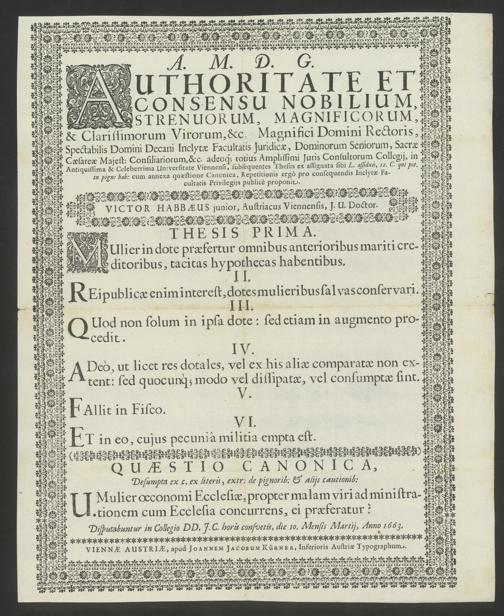 A. M. D. G.
AUTHORITATE ET
CONSENSU NOBILIUM,
STRENUORUM, MAGNIFICORUM,
& Clarissimorum Virorum, &c. Magnifici Domini Rectoris,
Spectabilis Domini Decani Inclytæ Facultatis Juridicæ, Dominorum Seniorum, Sacræ
Cæsareæ Majest: Consiliariorum, &c. adeoq; totius Amplissimi Juris Consultorum Collegij, in
Antiquissima & Celeberrima Universitate Viennensi, subsequentes Theses ex assignata sibi L. assiduis, 12. C. qui pot.
in pign: hab: cum annexa quæstione Canonica, Repetitionis ergò pro consequendis Inclytæ Fa-
cultatis Privilegijs publicè proponit.
VICTOR HABBÆUS junior, Austriacus Viennensis, J. U. Doctor.
THESIS PRIMA.
MUlier in dote præfertur omnibus anterioribus mariti cre-
ditoribus, tacitas hypothecas habentibus.
II.
REipublicæ enim interest, dotes mulieribus salvas conservari.
III.
QUod non solum in ipsa dote: sed etiam in augmento pro-
cedit.
IV.
ADeò, ut licet res dotales, vel ex his aliæ comparatæ non ex-
tent: sed quocunq; modo vel dissipatæ, vel consumptæ sint.
V.
FAllit in Fisco.
VI.
ET in eo, cujus pecuniâ militia empta est.
QUÆSTIO CANONICA,
Desumpta ex c. ex literis, extr: de pignorib: & alijs cautionib:
UMulier œconomi Ecclesiæ, propter malam viri administra-
tionem cum Ecclesia concurrens, ei præferatur?
Disputabuntur in Collegio DD. J.C. horis consuetis, die 10. Mensis Martij, Anno 1663.
VIENNÆ AUSTRIÆ, apud JOANNEM JACOBUM KÜRNER, Inferioris Austriæ Typographum.